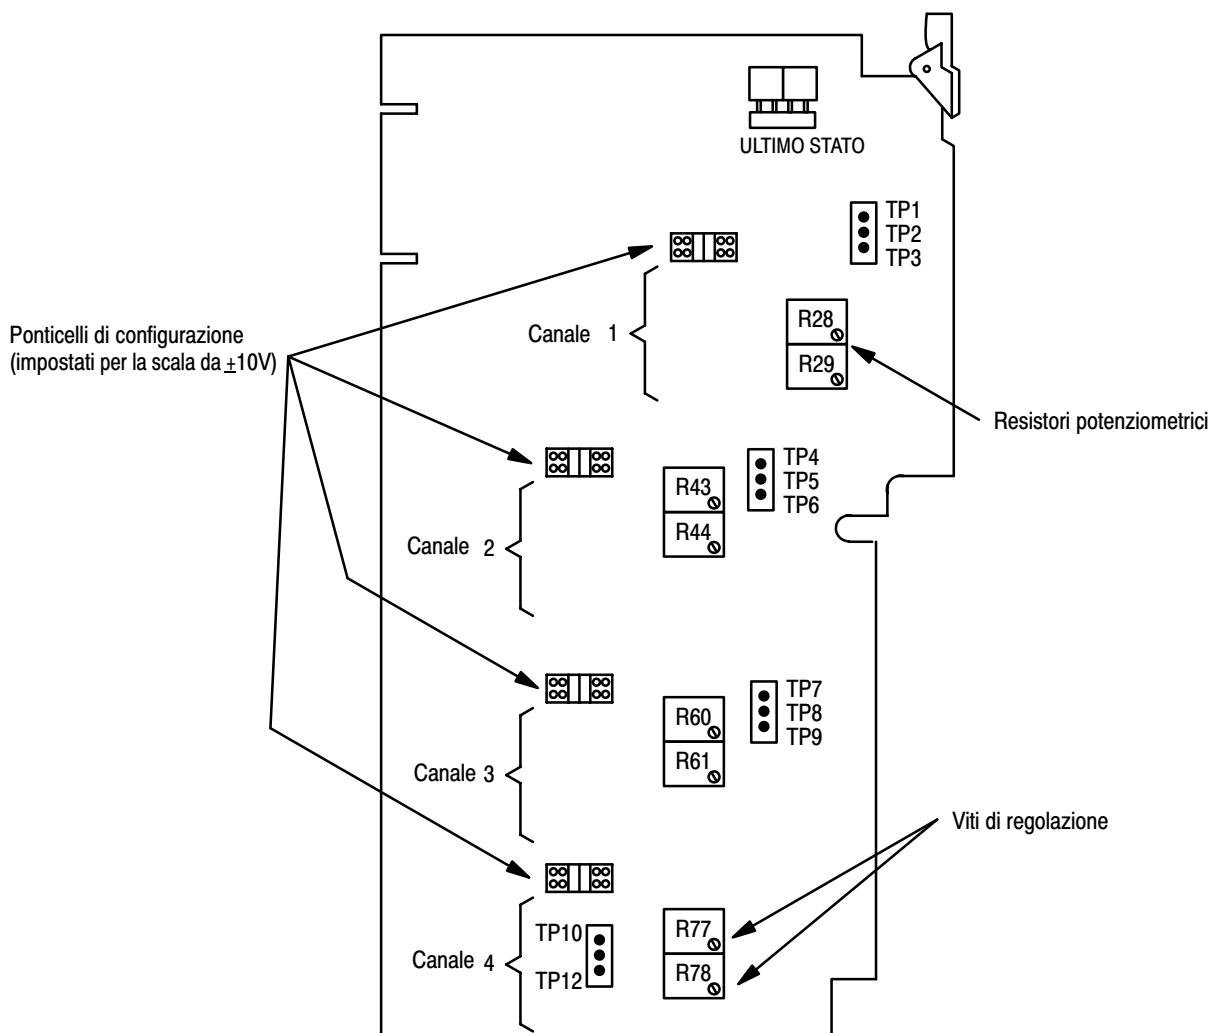 ULTIMO STATO
TP1
TP2
TP3
Ponticelli di configurazione
(impostati per la scala da ±10V)
Canale 1
R28
R29
Resistori potenziometrici
TP4
TP5
TP6
R43
R44
Canale 2
TP7
TP8
TP9
R60
R61
Canale 3
Viti di regolazione
R77
R78
TP10
TP12
Canale 4